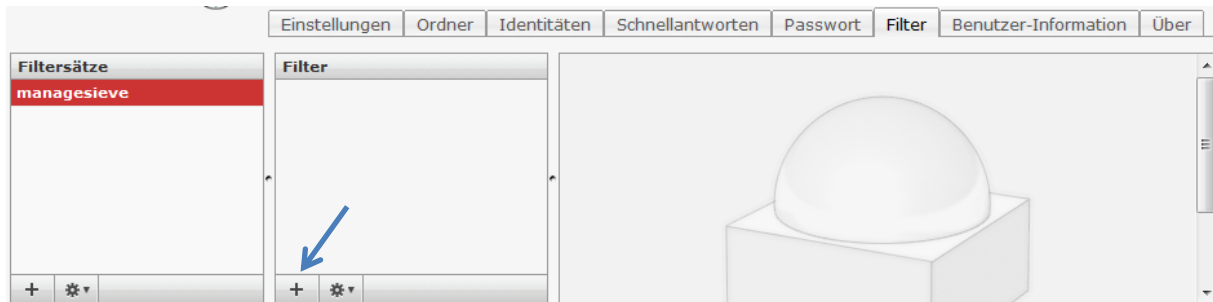 Einstellungen Ordner Identitäten Schnellantworten Passwort Filter Benutzer-Information Über
Filtersätze Filter
managesieve